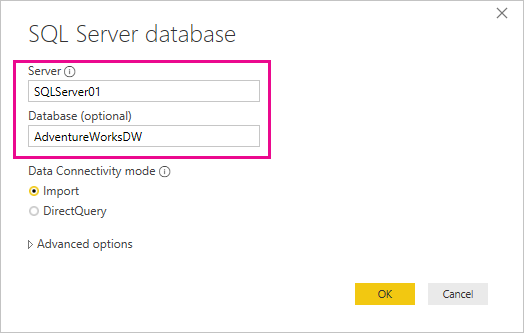 SQL Server database
Server
SQLServer01
Database (optional)
AdventureWorksDW
Data Connectivity mode
Import
DirectQuery
Advanced options
OK
Cancel